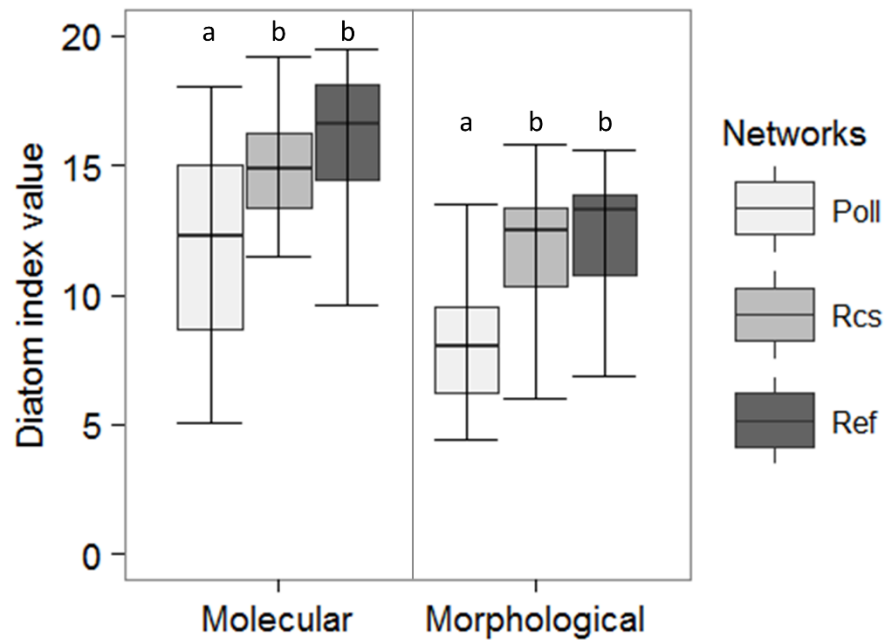 20
15
10
5
0
Diatom index value
a b b
a b b
Molecular
Morphological
Networks
Poll
Rcs
Ref